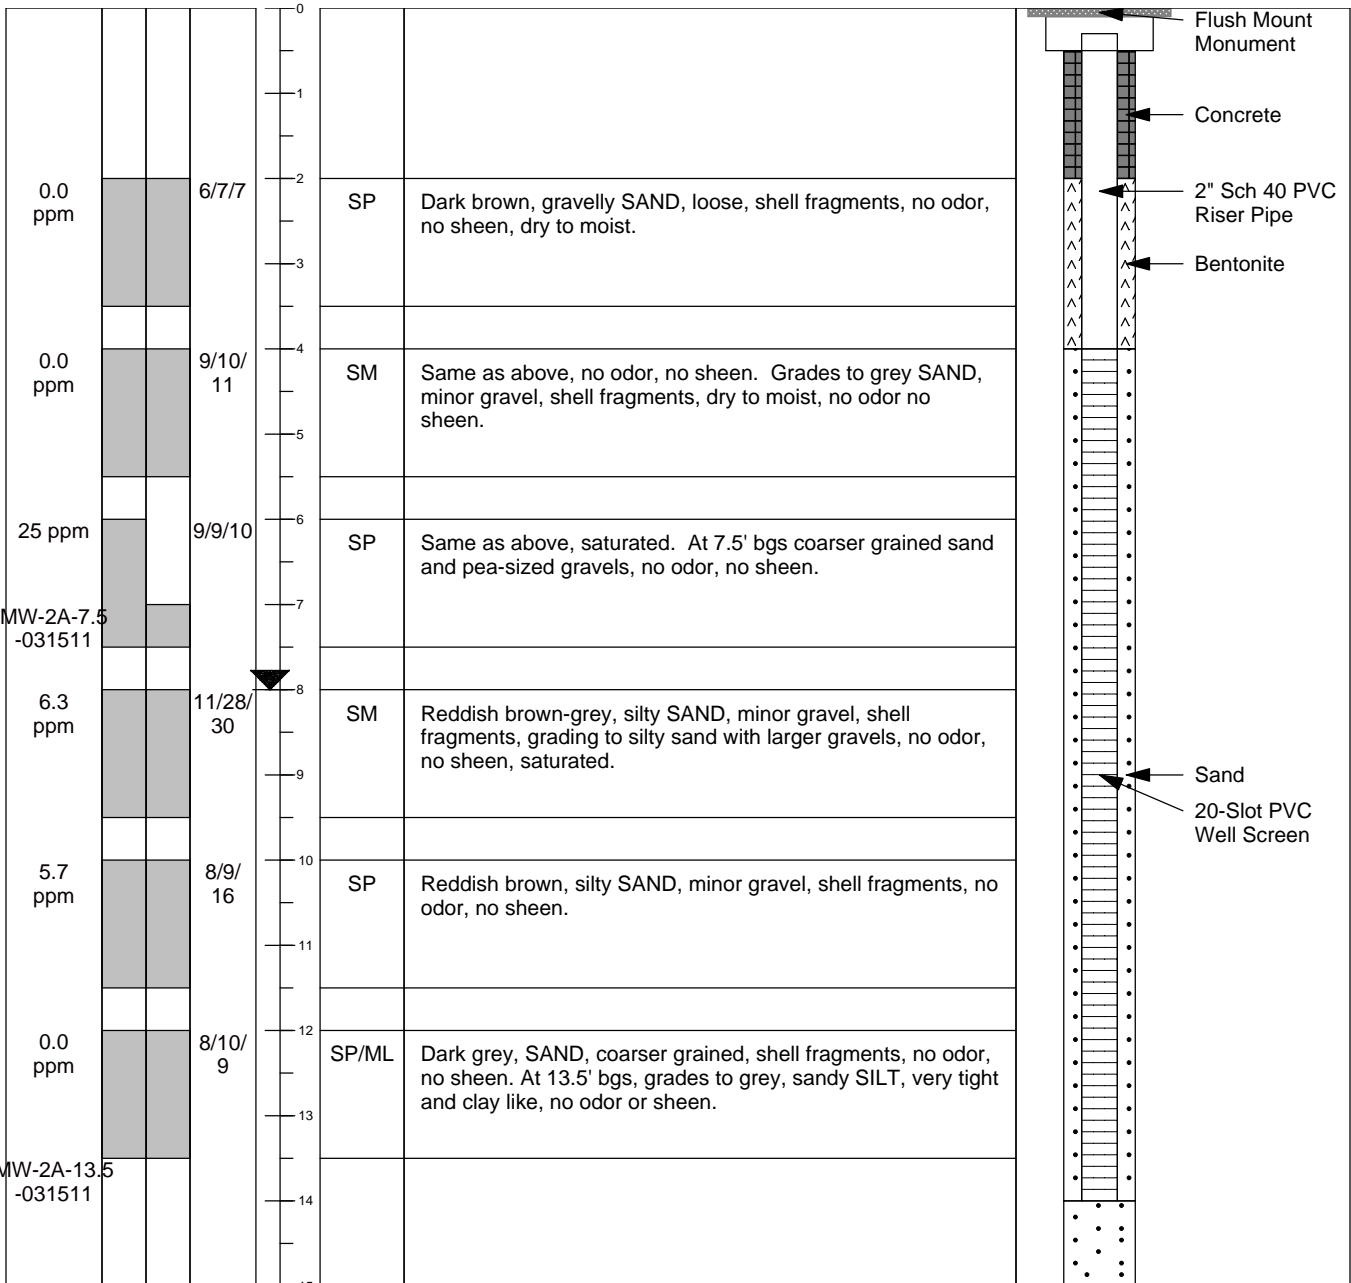 0
Flush Mount
Monument
1
Concrete
2
0.0
ppm
6/7/7
SP
Dark brown, gravelly SAND, loose, shell fragments, no odor,
no sheen, dry to moist.
2" Sch 40 PVC
Riser Pipe
3
Bentonite
4
0.0
ppm
9/10/
11
SM
Same as above, no odor, no sheen. Grades to grey SAND,
minor gravel, shell fragments, dry to moist, no odor no
sheen.
5
6
25 ppm
9/9/10
SP
Same as above, saturated. At 7.5' bgs coarser grained sand
and pea-sized gravels, no odor, no sheen.
7
MW-2A-7.5
-031511
8
6.3
ppm
11/28/
30
SM
Reddish brown-grey, silty SAND, minor gravel, shell
fragments, grading to silty sand with larger gravels, no odor,
no sheen, saturated.
9
Sand
20-Slot PVC
Well Screen
10
5.7
ppm
8/9/
16
SP
Reddish brown, silty SAND, minor gravel, shell fragments, no
odor, no sheen.
11
12
0.0
ppm
8/10/
9
SP/ML
Dark grey, SAND, coarser grained, shell fragments, no odor,
no sheen. At 13.5' bgs, grades to grey, sandy SILT, very tight
and clay like, no odor or sheen.
13
MW-2A-13.5
-031511
14